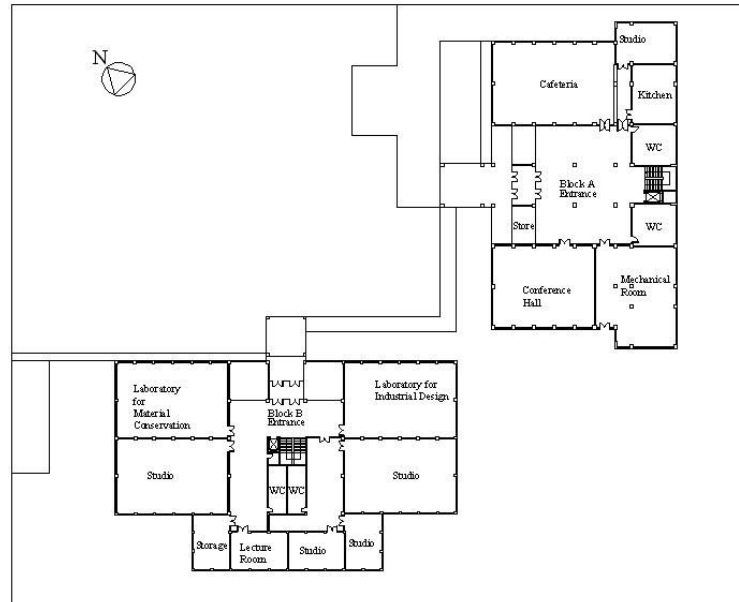 N
Studio
Cafeteria
Kitchen
WC
Block A
Entrance
Store
WC
Conference
Hall
Mechanical
Room
Laboratory
for
Material
Conservation
Block B
Entrance
Laboratory for
Industrial Design
Studio
WC
WC
Studio
Storage
Lecture
Room
Studio
Studio